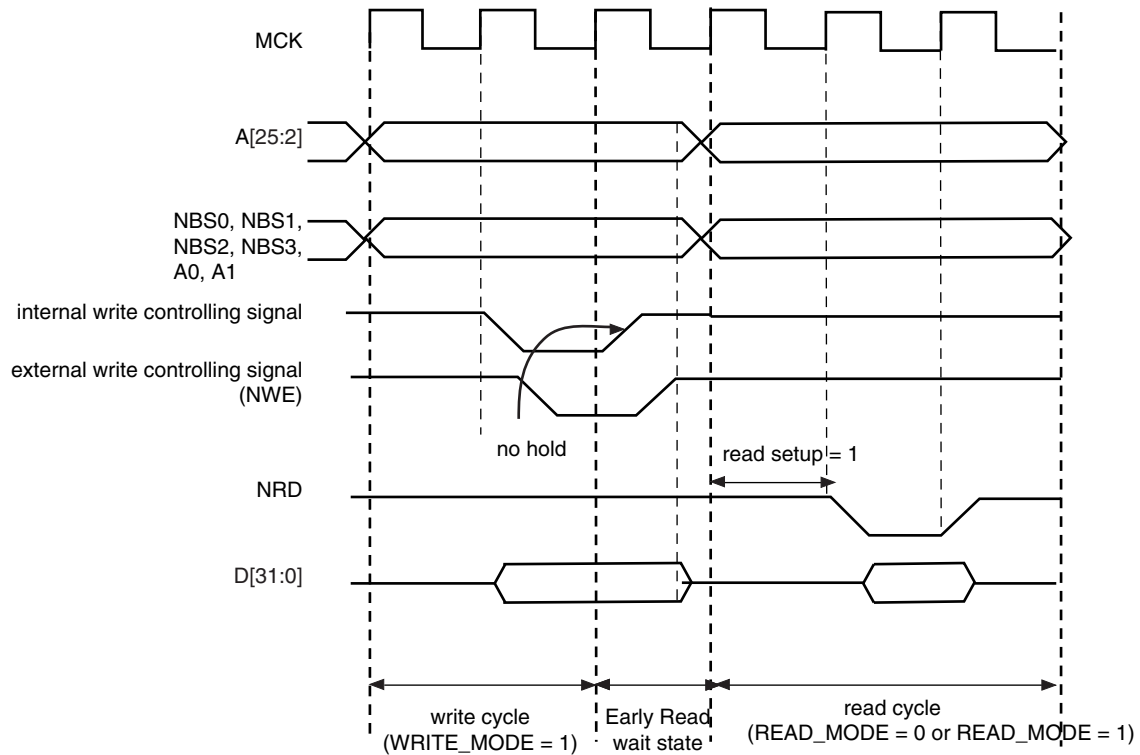 MCK
A[25:2]
NBS0, NBS1,
NBS2, NBS3,
A0, A1
internal write controlling signal
external write controlling signal
(NWE)
no hold
read setup = 1
NRD
D[31:0]
write cycle
(WRITE_MODE = 1)
Early Read
wait state
read cycle
(READ_MODE = 0 or READ_MODE = 1)